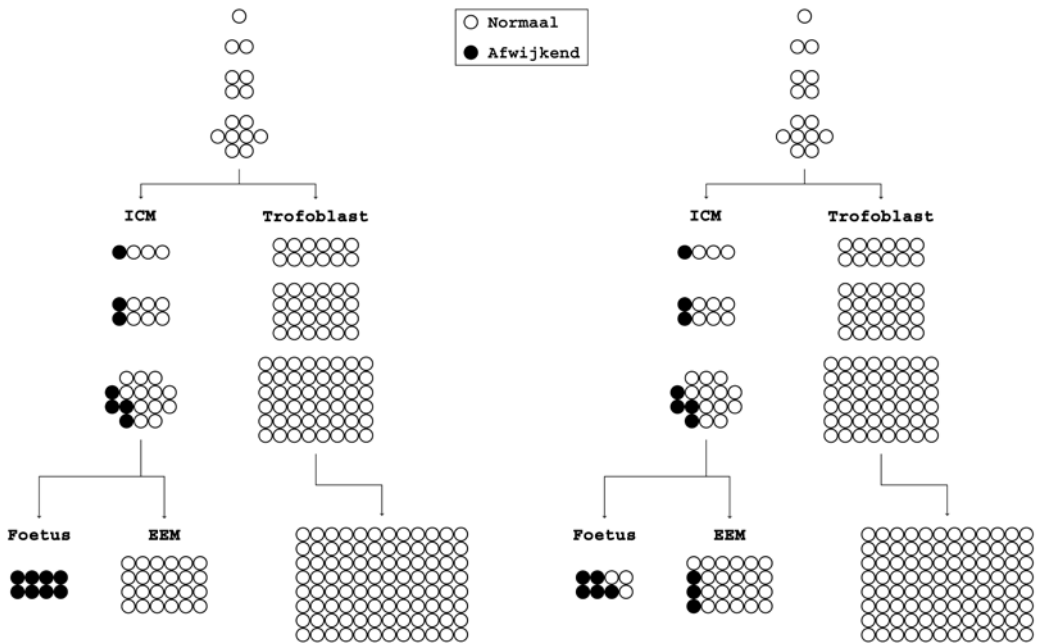 Normaal
Afwijkend
ICM
Trofoblast
ICM
Trofoblast
Foetus
EEM
Foetus
EEM